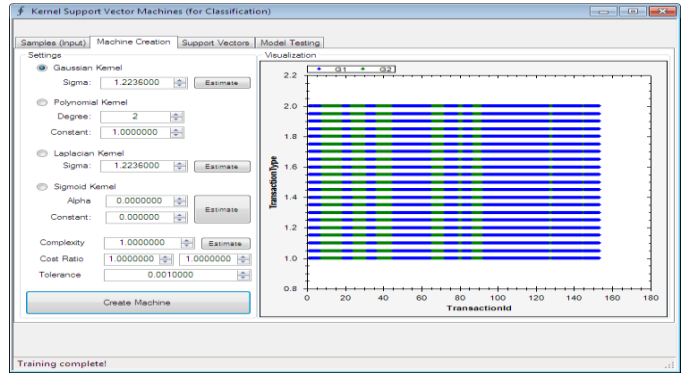 Kernel Support Vector Machines (for Classification)
Samples (Input) Machine Creation Support Vectors Model Testing
Settings
Gaussian Kernel
Sigma: 1.2236000 Estimate
Polynomial Kernel
Degree: 2
Constant: 1.0000000
Laplacian Kernel
Sigma: 1.2236000 Estimate
Sigmoid Kernel
Alpha 0.0000000
Constant: 0.000000
Estimate
Complexity 1.0000000 Estimate
Cost Ratio 1.0000000 1.0000000
Tolerance 0.0010000
Create Machine
Visualization
G1 G2
2.2
2.0
1.8
1.6
1.4
1.2
1.0
0.8
TransactionType
0 20 40 60 80 100 120 140 160 180
TransactionId
Training complete!